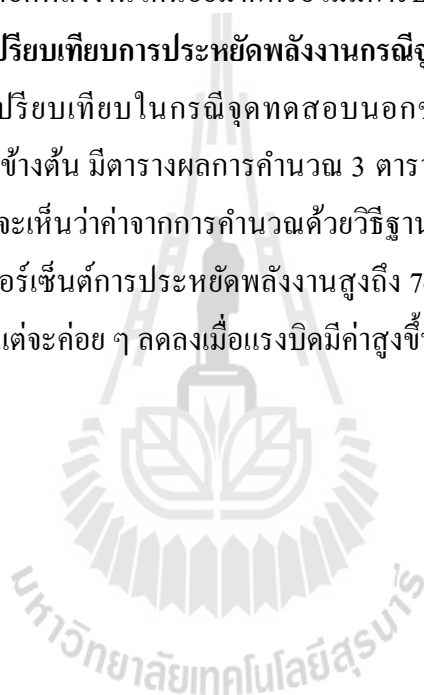 ปรียบเทียบการประหยัดพลังงานกรณีจุ
ปรียบเทียบในกรณีจุดทดสอบนอกข
ข้างต้น มีตารางผลการคำนวณ 3 ตารา
จะเห็นว่าค่าจากการคำนวณด้วยวิธีฐาน
อร์เซ็นต์การประหยัดพลังงานสูงถึง 7
แต่จะค่อย ๆ ลดลงเมื่อแรงบิดมีค่าสูงขึ้
มหาวิทยาลัยเทคโนโลยีสุรนารี